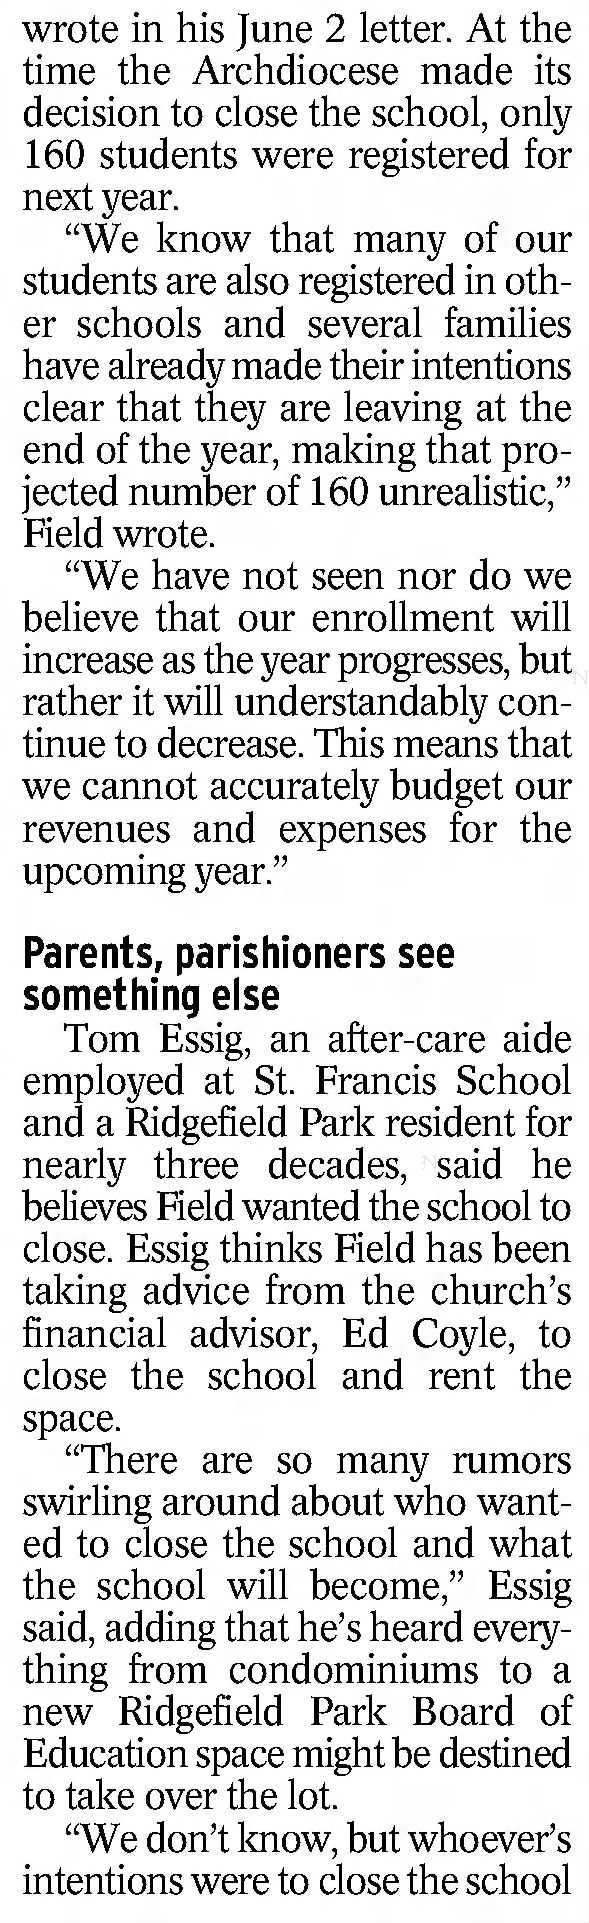 wrote in his June 2 letter. At the
time the Archdiocese made its
decision to close the school, only
160 students were registered for
next year.
“We know that many of our
students are also registered in oth-
er schools and several families
have already made their intentions
clear that they are leaving at the
end of the year, making that pro-
jected number of 160 unrealistic,”
Field wrote.
“We have not seen nor do we
believe that our enrollment will
increase as the year progresses, but
rather it will understandably con-
tinue to decrease. This means that
we cannot accurately budget our
revenues and expenses for the
upcoming year.”
Parents, parishioners see
something else
Tom Essig, an after-care aide
employed at St. Francis School
and a Ridgefield Park resident for
nearly three decades, said he
believes Field wanted the school to
close. Essig thinks Field has been
taking advice from the church’s
financial advisor, Ed Coyle, to
close the school and rent the
space.
“There are so many rumors
swirling around about who want-
ed to close the school and what
the school will become,” Essig
said, adding that he’s heard every-
thing from condominiums to a
new Ridgefield Park Board of
Education space might be destined
to take over the lot.
“We don’t know, but whoever’s
intentions were to close the school